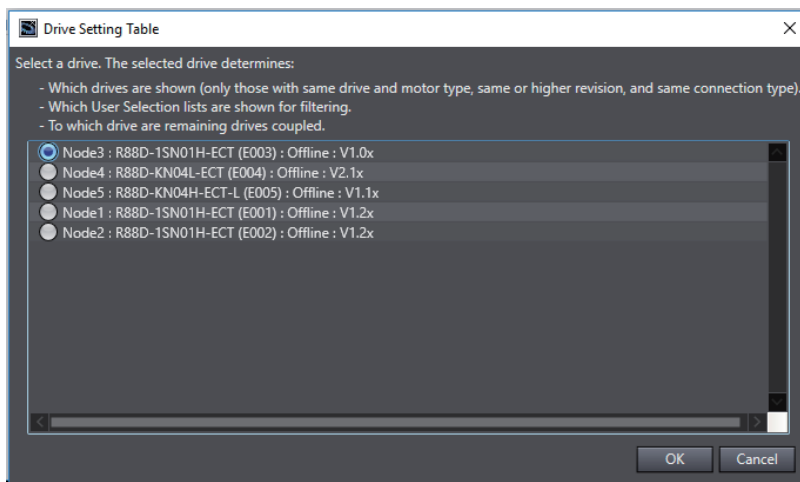 Drive Setting Table
Select a drive. The selected drive determines:
- Which drives are shown (only those with same drive and motor type, same or higher revision, and same connection type).
- Which User Selection lists are shown for filtering.
- To which drive are remaining drives coupled.
Node3 : R88D-1SN01H-ECT (E003) : Offline : V1.0x
Node4 : R88D-KN04L-ECT (E004) : Offline : V2.1x
Node5 : R88D-KN04H-ECT-L (E005) : Offline : V1.1x
Node1 : R88D-1SN01H-ECT (E001) : Offline : V1.2x
Node2 : R88D-1SN01H-ECT (E002) : Offline : V1.2x
OK Cancel